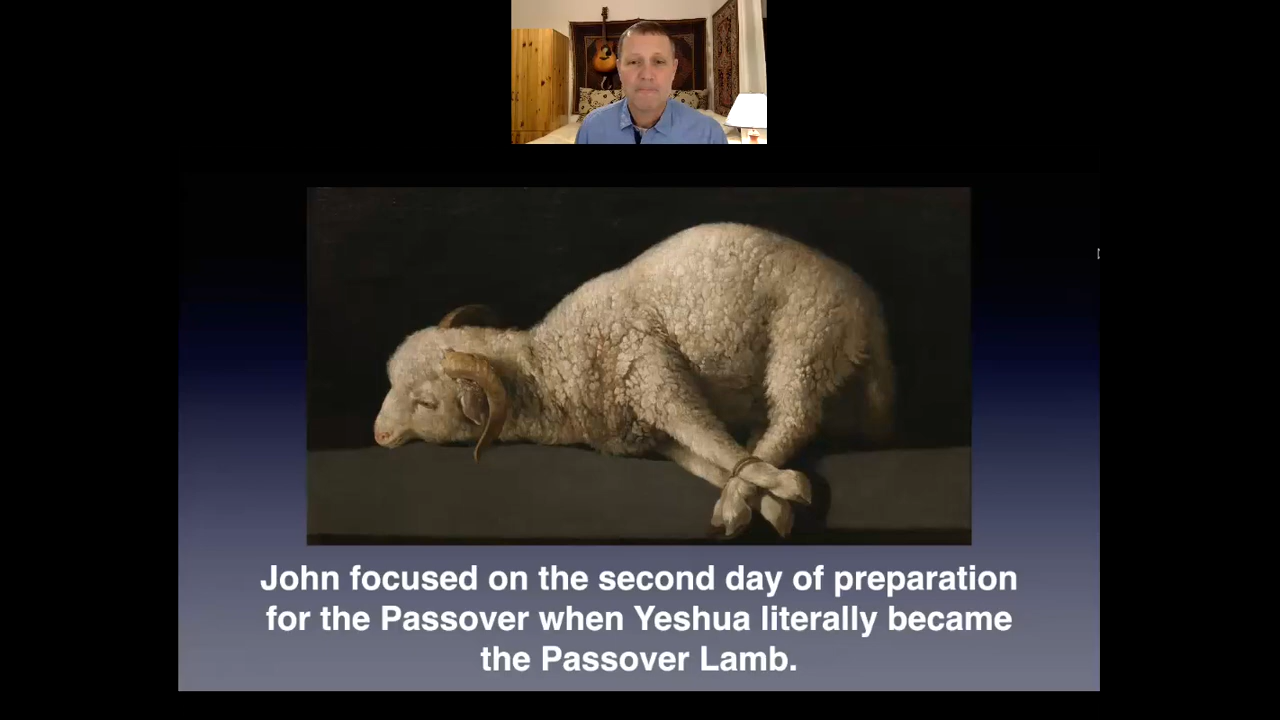 John focused on the second day of preparation
for the Passover when Yeshua literally became
the Passover Lamb.